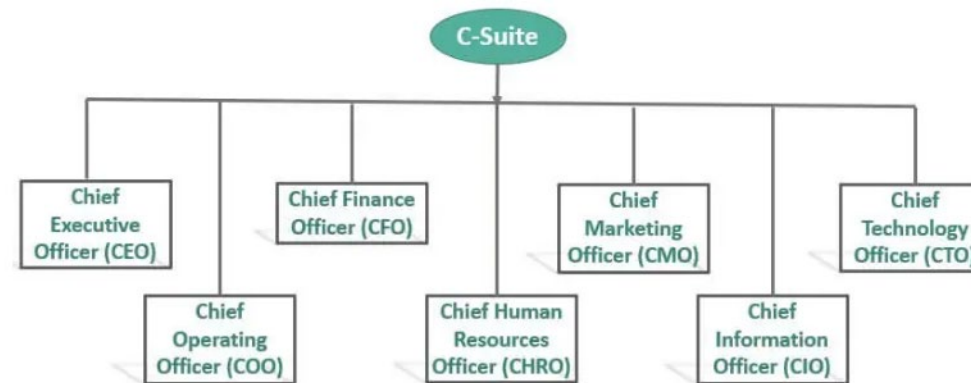 C-Suite
Chief
Executive
Officer (CEO)
Chief Finance
Officer (CFO)
Chief
Marketing
Officer (CMO)
Chief
Technology
Officer (CTO)
Chief
Operating
Officer (COO)
Chief Human
Resources
Officer (CHRO)
Chief
Information
Officer (CIO)